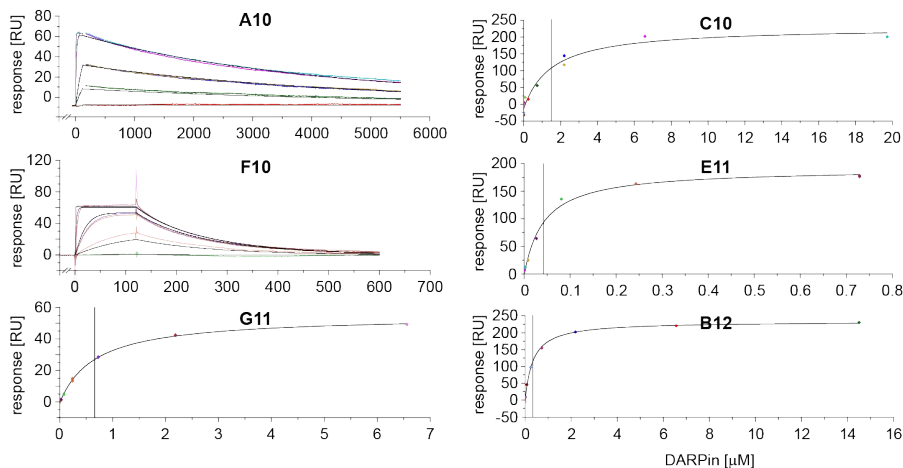 A10
response [RU]
80
60
40
20
0
0 1000 2000 3000 4000 5000 6000
C10
response [RU]
250
200
150
100
50
0
-50
0 2 4 6 8 10 12 14 16 18 20
F10
response [RU]
120
80
40
0
0 100 200 300 400 500 600 700
E11
response [RU]
200
150
100
50
0
0 0.1 0.2 0.3 0.4 0.5 0.6 0.7 0.8
G11
response [RU]
60
40
20
0
0 1 2 3 4 5 6 7
B12
response [RU]
250
200
150
100
50
0
-50
0 2 4 6 8 10 12 14 16
DARPin [µM]